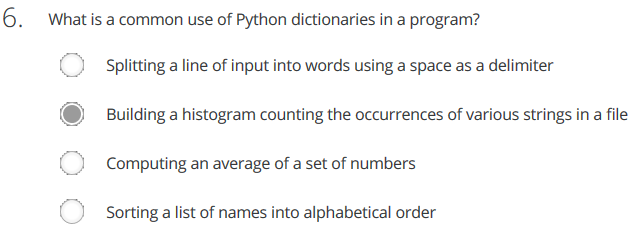 6. What is a common use of Python dictionaries in a program?
Splitting a line of input into words using a space as a delimiter
Building a histogram counting the occurrences of various strings in a file
Computing an average of a set of numbers
Sorting a list of names into alphabetical order